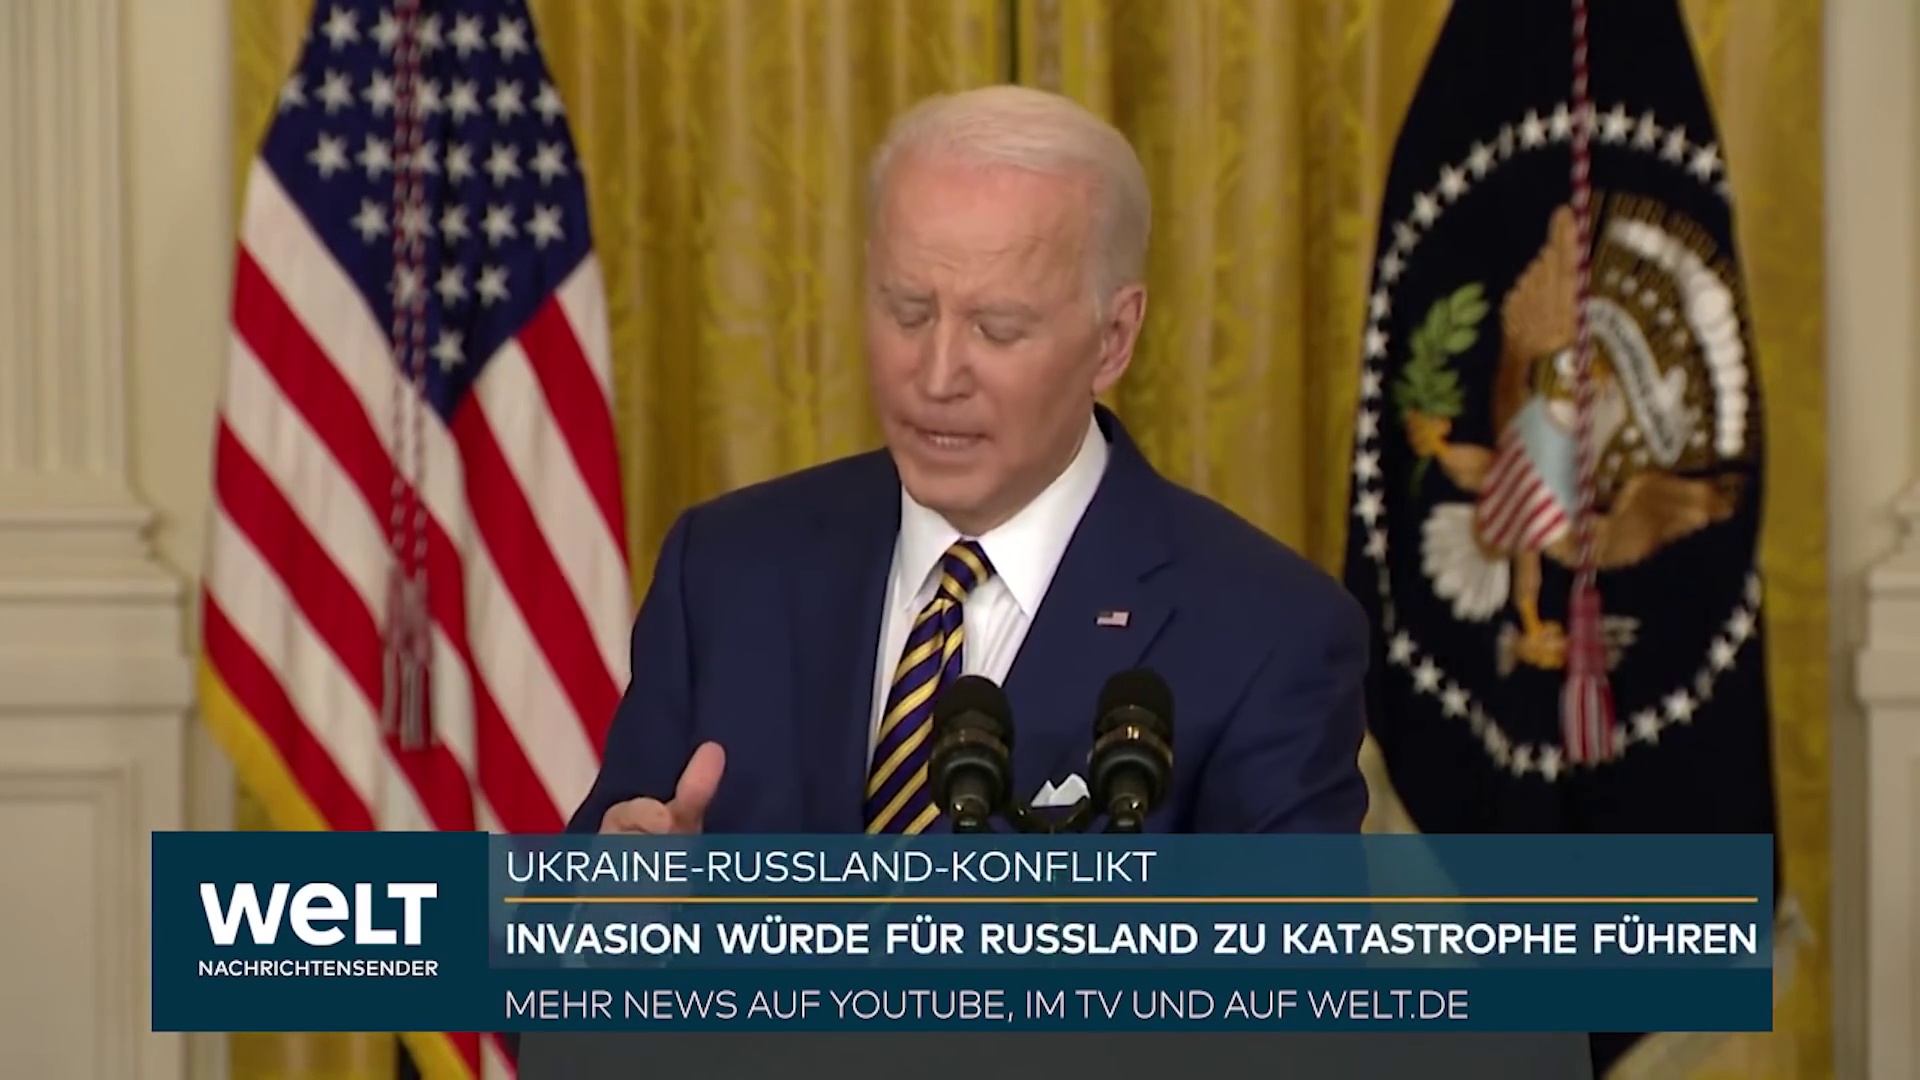 UKRAINE-RUSSLAND-KONFLIKT
WELT
INVASION WÜRDE FÜR RUSSLAND ZU KATASTROPHE FÜHREN
NACHRICHTENSENDER
MEHR NEWS AUF YOUTUBE, IM TV UND AUF WELT.DE